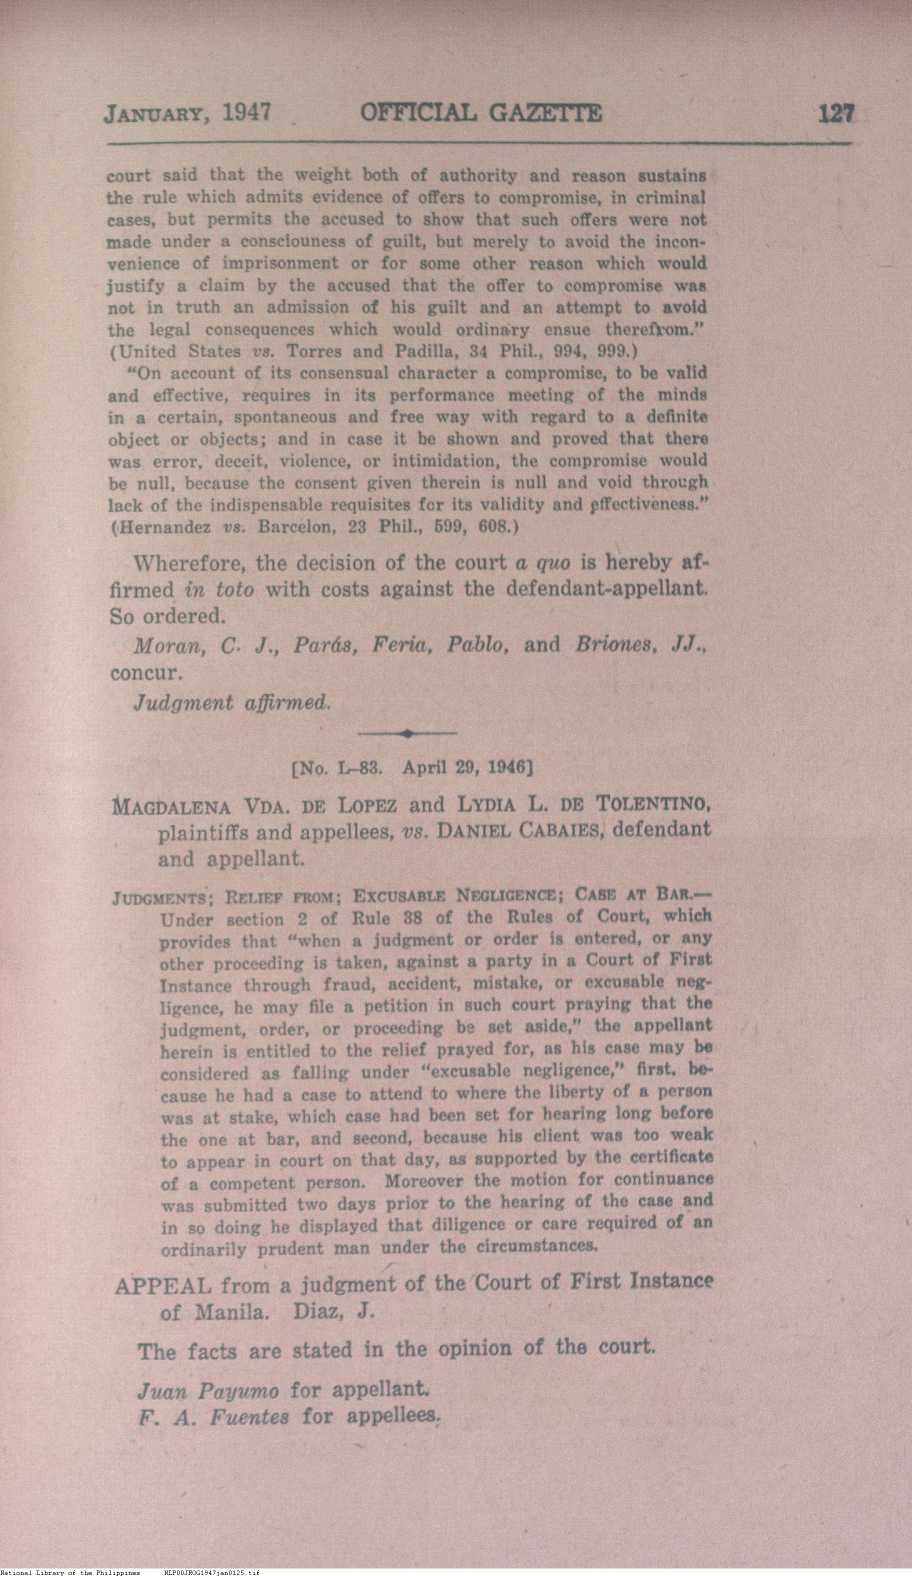 JANUARY, 1947 OFFICIAL GAZETTE 127
court said that the weight both of authority and reason sustains
the rule which admits evidence of offers to compromise, in criminal
cases, but permits the accused to show that such offers were not
made under a consciouness of guilt, but merely to avoid the incon-
venience of imprisonment or for some other reason which would
justify a claim by the accused that the offer to compromise was
not in truth an admission of his guilt and an attempt to avoid
the legal consequences which would ordinary ensue therefrom."
(United States vs. Torres and Padilla, 34 Phil., 994, 999.)
"On account of its consensual character a compromise, to be valid
and effective, requires in its performance meeting of the minds
in a certain, spontaneous and free way with regard to a definite
object or objects; and in case it be shown and proved that there
was error, deceit, violence, or intimidation, the compromise would
be null, because the consent given therein is null and void through
lack of the indispensable requisites for its validity and effectiveness."
(Hernandez vs. Barcelon, 23 Phil., 599, 608.)
Wherefore, the decision of the court a quo is hereby af-
firmed in toto with costs against the defendant-appellant.
So ordered.
Moran, C. J., Parás, Feria, Pablo, and Briones, JJ.,
concur.
Judgment affirmed.
[No. L-83. April 29, 1946]
MAGDALENA VDA. DE LOPEZ and LYDIA L. DE TOLENTINO,
plaintiffs and appellees, vs. DANIEL CABAIES, defendant
and appellant.
JUDGMENTS; RELIEF FROM; EXCUSABLE NEGLIGENCE; CASE AT BAR.—
Under section 2 of Rule 38 of the Rules of Court, which
provides that "when a judgment or order is entered, or any
other proceeding is taken, against a party in a Court of First
Instance through fraud, accident, mistake, or excusable neg-
ligence, he may file a petition in such court praying that the
judgment, order, or proceeding be set aside," the appellant
herein is entitled to the relief prayed for, as his case may be
considered as falling under "excusable negligence," first, be-
cause he had a case to attend to where the liberty of a person
was at stake, which case had been set for hearing long before
the one at bar, and second, because his client was too weak
to appear in court on that day, as supported by the certificate
of a competent person. Moreover the motion for continuance
was submitted two days prior to the hearing of the case and
in so doing he displayed that diligence or care required of an
ordinarily prudent man under the circumstances.
APPEAL from a judgment of the Court of First Instance
of Manila. Diaz, J.
The facts are stated in the opinion of the court.
Juan Payumo for appellant.
F. A. Fuentes for appellees.
National Library of the Philippines NLP00JROG1947jan0125.tif